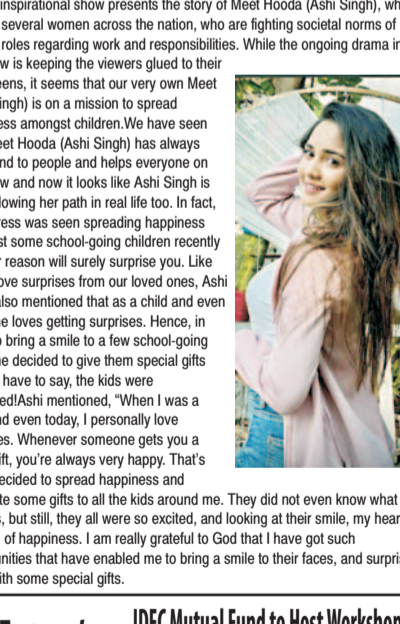 inspirational show presents the story of Meet Hooda (Ashi Singh), wh
several women across the nation, who are fighting societal norms of
roles regarding work and responsibilities. While the ongoing drama in
w is keeping the viewers glued to their
eens, it seems that our very own Meet
ingh) is on a mission to spread
ess amongst children.We have seen
eet Hooda (Ashi Singh) has always
nd to people and helps everyone on
w and now it looks like Ashi Singh is
lowing her path in real life too. In fact,
ress was seen spreading happiness
st some school-going children recently
r reason will surely surprise you. Like
ove surprises from our loved ones, Ashi
also mentioned that as a child and even
e loves getting surprises. Hence, in
o bring a smile to a few school-going
e decided to give them special gifts
have to say, the kids were
ed!Ashi mentioned, “When I was a
nd even today, I personally love
es. Whenever someone gets you a
ift, you're always very happy. That's
ecided to spread happiness and
te some gifts to all the kids around me. They did not even know what
s, but still, they all were so excited, and looking at their smile, my hear
of happiness. I am really grateful to God that I have got such
unities that have enabled me to bring a smile to their faces, and surpris
ith some special gifts.
IDFC Mutual Fund to Host Workshop